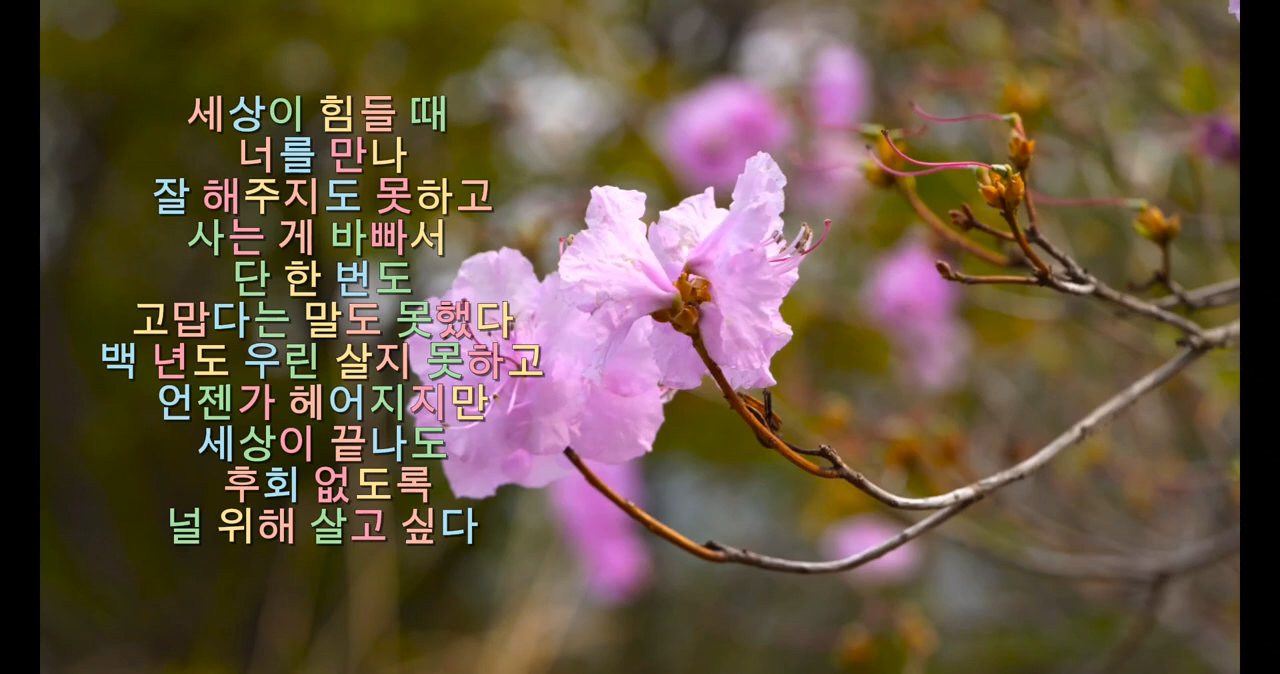 세상이 힘들 때
너를 만나
잘 해주지도 못하고
사는 게 바빠서
단 한 번도
고맙다는 말도 못했다
백 년도 우린 살지 못하고
언젠가 헤어지지만
세상이 끝나도
후회 없도록
널 위해 살고 싶다